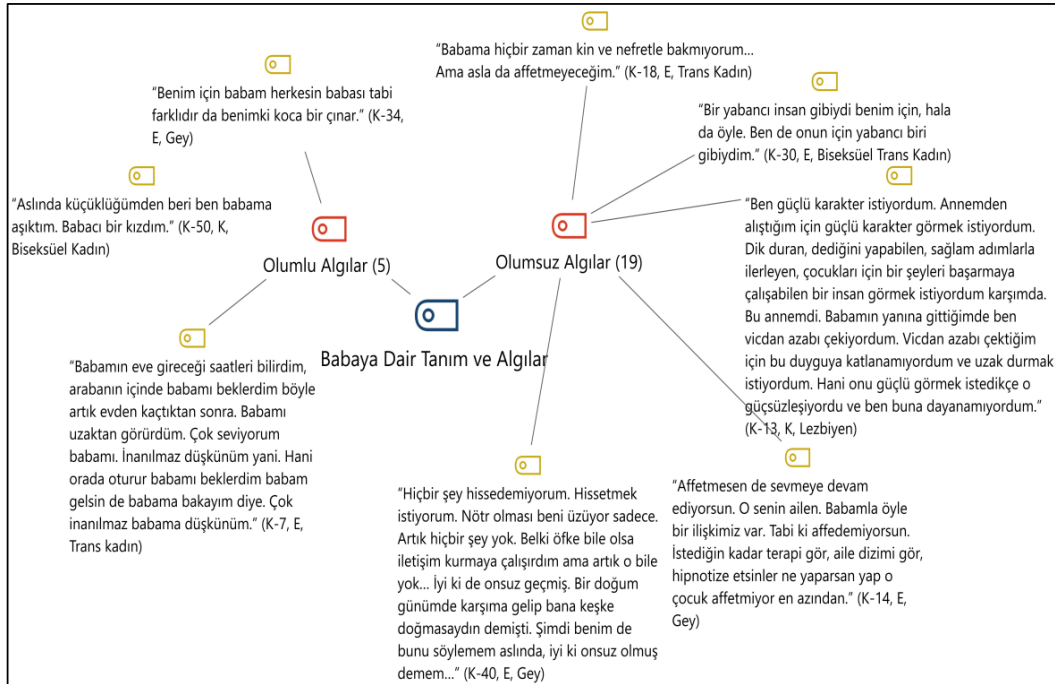 "Babama hiçbir zaman kin ve nefretle bakmıyorum...
Ama asla da affetmeyeceğim." (K-18, E, Trans Kadın)
"Benim için babam herkesin babası tabi
farklıdır da benimki koca bir çınar." (K-34,
E, Gey)
"Bir yabancı insan gibiydi benim için, hala
da öyle. Ben de onun için yabancı biri
gibiydim." (K-30, E, Biseksüel Trans Kadın)
"Aslında küçüklüğümden beri ben babama
aşıktım. Babacı bir kızdım." (K-50, K,
Biseksüel Kadın)
"Ben güçlü karakter istiyordum. Annemden
alıştığım için güçlü karakter görmek istiyordum.
Dik duran, dediğini yapabilen, sağlam adımlarla
ilerleyen, çocukları için bir şeyleri başarmaya
çalışabilen bir insan görmek istiyordum karşımda.
Bu annemdi. Babamın yanına gittiğimde ben
vicdan azabı çekiyordum. Vicdan azabı çektiğim
için bu duyguya katlanamıyordum ve uzak durmak
istiyordum. Hani onu güçlü görmek istedikçe o
güçsüzleşiyordu ve ben buna dayanamıyordum."
(K-13, K, Lezbiyen)
Olumlu Algılar (5)
Olumsuz Algılar (19)
Babaya Dair Tanım ve Algılar
"Babamın eve gireceği saatleri bilirdim,
arabanın içinde babamı beklerdim böyle
artık evden kaçtıktan sonra. Babamı
uzaktan görürdüm. Çok seviyorum
babamı. İnanılmaz düşkünüm yani. Hani
orada oturur babamı beklerdim babam
gelsin de babama bakayım diye. Çok
inanılmaz babama düşkünüm." (K-7, E,
Trans kadın)
"Hiçbir şey hissedemiyorum. Hissetmek
istiyorum. Nötr olması beni üzüyor sadece.
Artık hiçbir şey yok. Belki öfke bile olsa
iletişim kurmaya çalışırdım ama artık o bile
yok... İyi ki de onsuz geçmiş. Bir doğum
günümde karşıma gelip bana keşke
doğmasaydın demişti. Şimdi benim de
bunu söylemem aslında, iyi ki onsuz olmuş
demem..." (K-40, E, Gey)
"Affetmesen de sevmeye devam
ediyorsun. O senin ailen. Babamla öyle
bir ilişkimiz var. Tabi ki affedemiyorsun.
İstediğin kadar terapi gör, aile dizimi gör,
hipnotize etsinler ne yaparsan yap o
çocuk affetmiyor en azından." (K-14, E,
Gey)